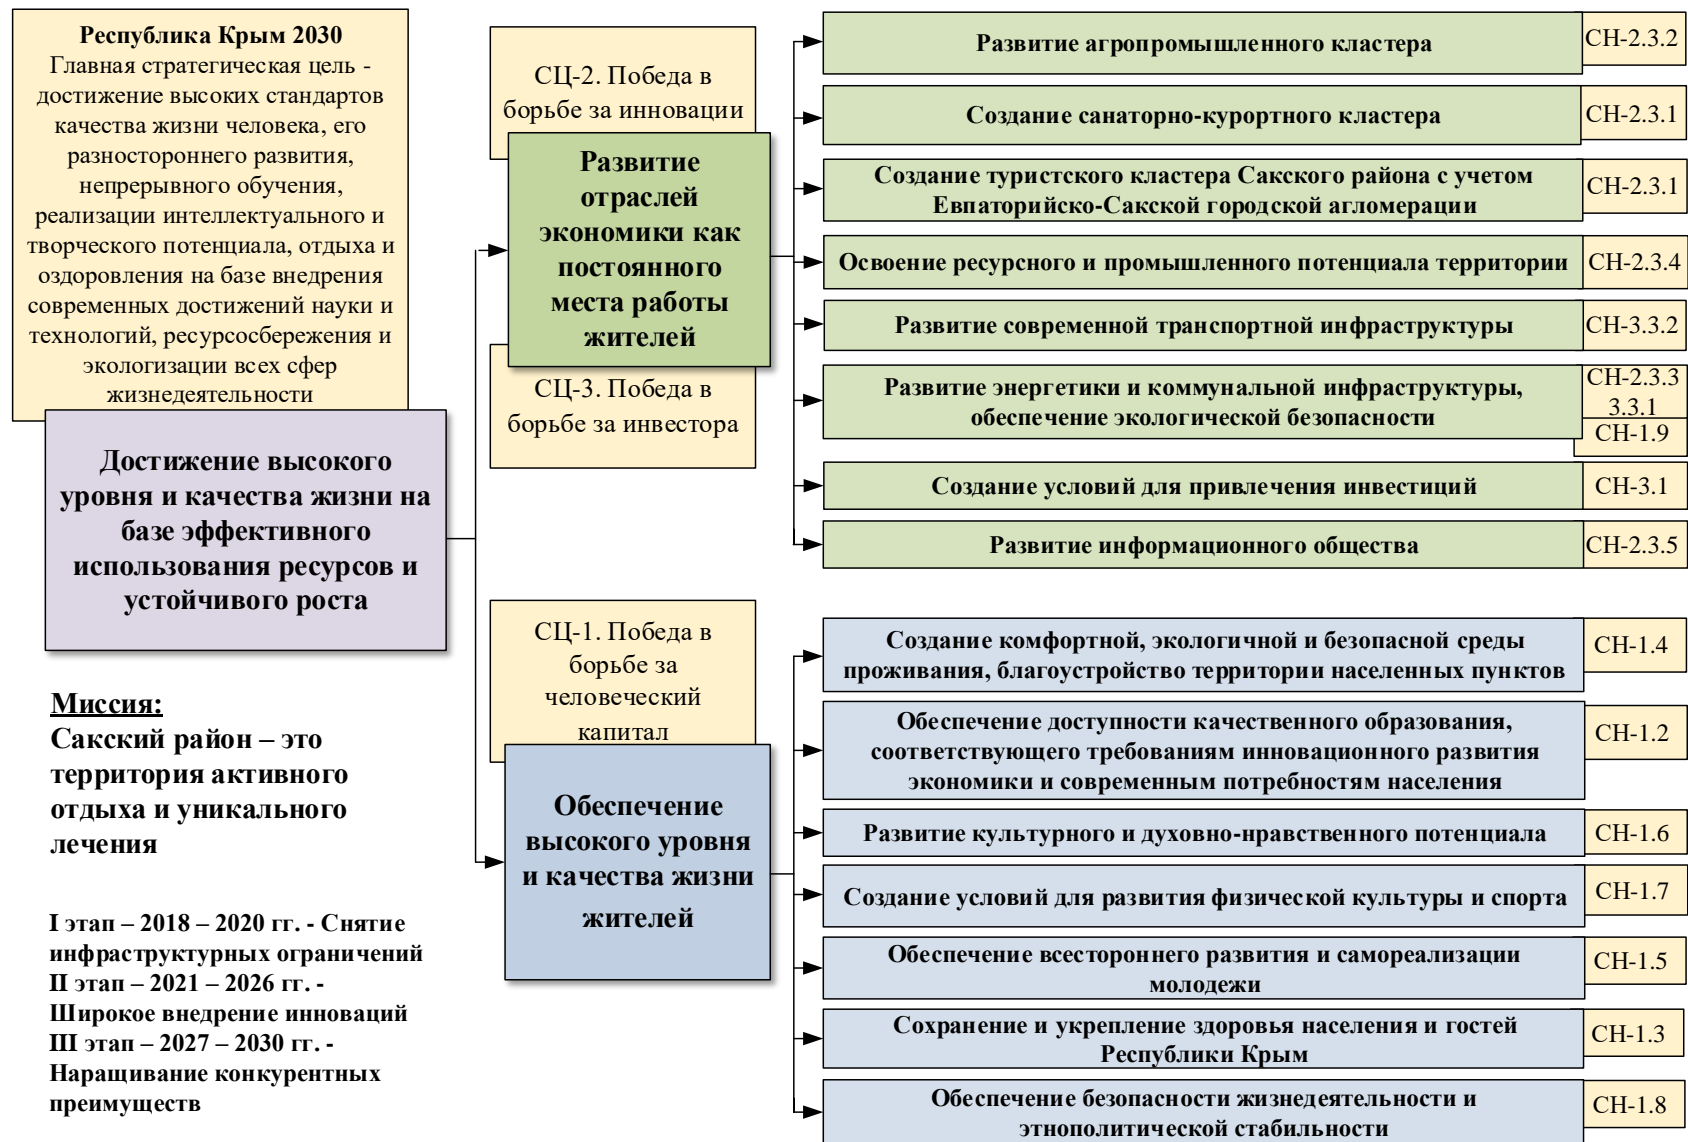 Республика Крым 2030
Главная стратегическая цель -
достижение высоких стандартов
качества жизни человека, его
разностороннего развития,
непрерывного обучения,
реализации интеллектуального и
творческого потенциала, отдыха и
оздоровления на базе внедрения
современных достижений науки и
технологий, ресурсосбережения и
экологизации всех сфер
жизнедеятельности
Достижение высокого
уровня и качества жизни на
базе эффективного
использования ресурсов и
устойчивого роста
Миссия:
Сакский район – это
территория активного
отдыха и уникального
лечения
I этап – 2018 – 2020 гг. - Снятие
инфраструктурных ограничений
II этап – 2021 – 2026 гг. -
Широкое внедрение инноваций
III этап – 2027 – 2030 гг. -
Наращивание конкурентных
преимуществ
СЦ-2. Победа в
борьбе за инновации
Развитие
отраслей
экономики как
постоянного
места работы
жителей
СЦ-3. Победа в
борьбе за инвестора
СЦ-1. Победа в
борьбе за
человеческий
капитал
Обеспечение
высокого уровня
и качества жизни
жителей
Развитие агропромышленного кластера
СН-2.3.2
Создание санаторно-курортного кластера
СН-2.3.1
Создание туристского кластера Сакского района с учетом
Евпаторийско-Сакской городской агломерации
СН-2.3.1
Освоение ресурсного и промышленного потенциала территории
СН-2.3.4
Развитие современной транспортной инфраструктуры
СН-3.3.2
Развитие энергетики и коммунальной инфраструктуры,
обеспечение экологической безопасности
СН-2.3.3
3.3.1
СН-1.9
Создание условий для привлечения инвестиций
СН-3.1
Развитие информационного общества
СН-2.3.5
Создание комфортной, экологичной и безопасной среды
проживания, благоустройство территории населенных пунктов
СН-1.4
Обеспечение доступности качественного образования,
соответствующего требованиям инновационного развития
экономики и современным потребностям населения
СН-1.2
Развитие культурного и духовно-нравственного потенциала
СН-1.6
Создание условий для развития физической культуры и спорта
СН-1.7
Обеспечение всестороннего развития и самореализации
молодежи
СН-1.5
Сохранение и укрепление здоровья населения и гостей
Республики Крым
СН-1.3
Обеспечение безопасности жизнедеятельности и
этнополитической стабильности
СН-1.8